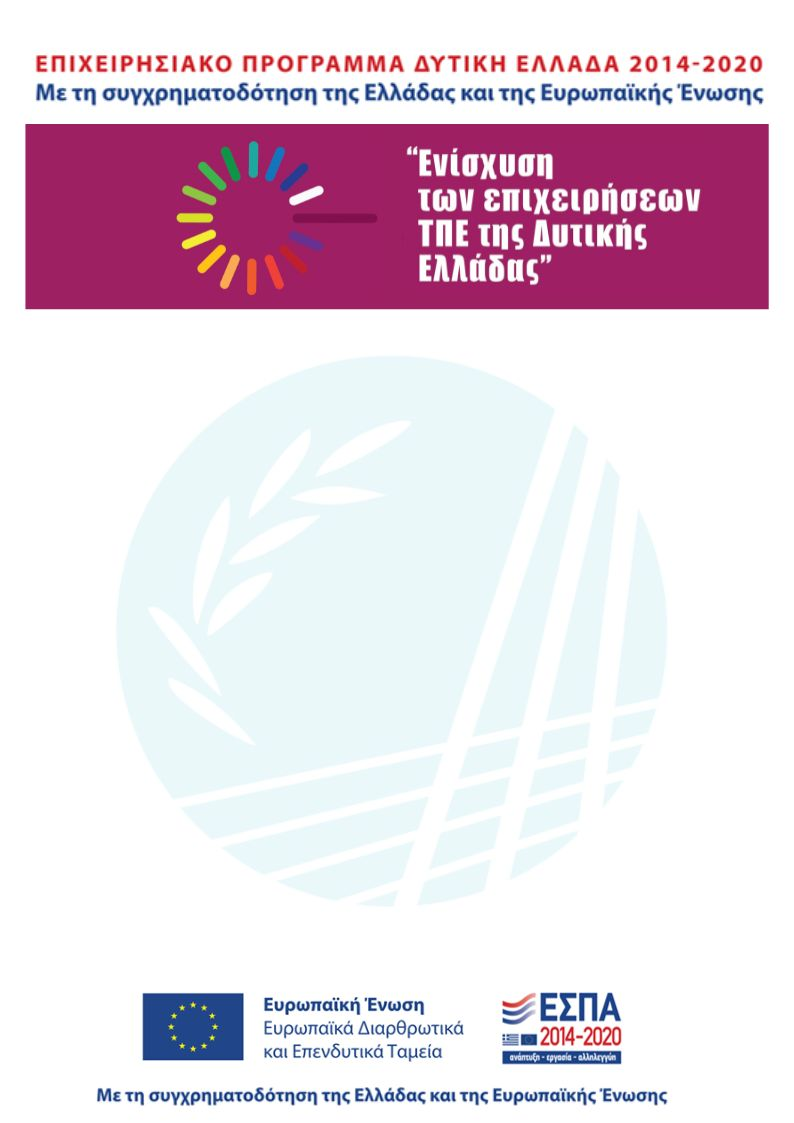 ΕΠΙΧΕΙΡΗΣΙΑΚΟ ΠΡΟΓΡΑΜΜΑ ΔΥΤΙΚΗ ΕΛΛΑΔΑ 2014-2020
Με τη συγχρηματοδότηση της Ελλάδας και της Ευρωπαϊκής Ένωσης
“Ενίσχυση
των επιχειρήσεων
ΤΠΕ της Δυτικής
Ελλάδας”
Ευρωπαϊκή Ένωση
Ευρωπαϊκά Διαρθρωτικά
και Επενδυτικά Ταμεία
ΕΣΠΑ
2014-2020
ανάπτυξη - εργασία - αλληλεγγύη
Με τη συγχρηματοδότηση της Ελλάδας και της Ευρωπαϊκής Ένωσης